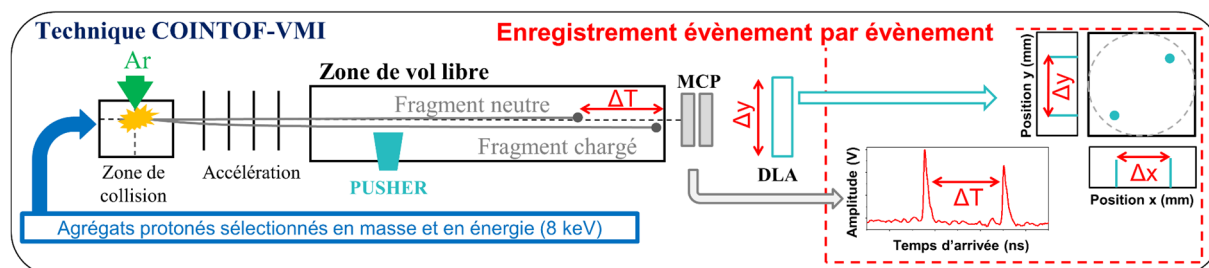 Technique COINTOF-VMI
Enregistrement évènement par évènement
Ar
Zone de vol libre
MCP
Fragment neutre
ΔT
Δy
Fragment chargé
Zone de
collision
Accélération
PUSHER
DLA
Agrégats protonés sélectionnés en masse et en énergie (8 keV)
Position y (mm)
Δy
Amplitude (V)
ΔT
Temps d'arrivée (ns)
Δx
Position x (mm)